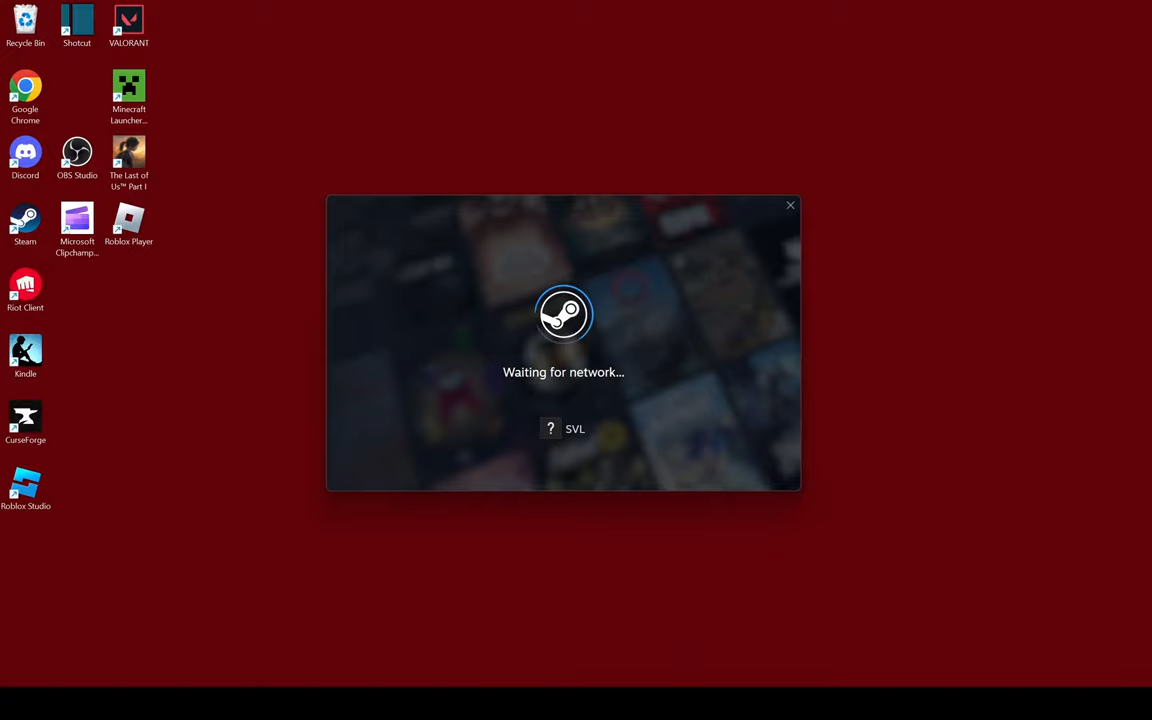 Recycle Bin
Shotcut
VALORANT
Google
Chrome
Minecraft
Launcher...
Discord
OBS Studio
The Last of
Us™ Part I
Steam
Microsoft
Clipchamp...
Roblox Player
Riot Client
Kindle
CurseForge
Roblox Studio
Waiting for network...
? SVL